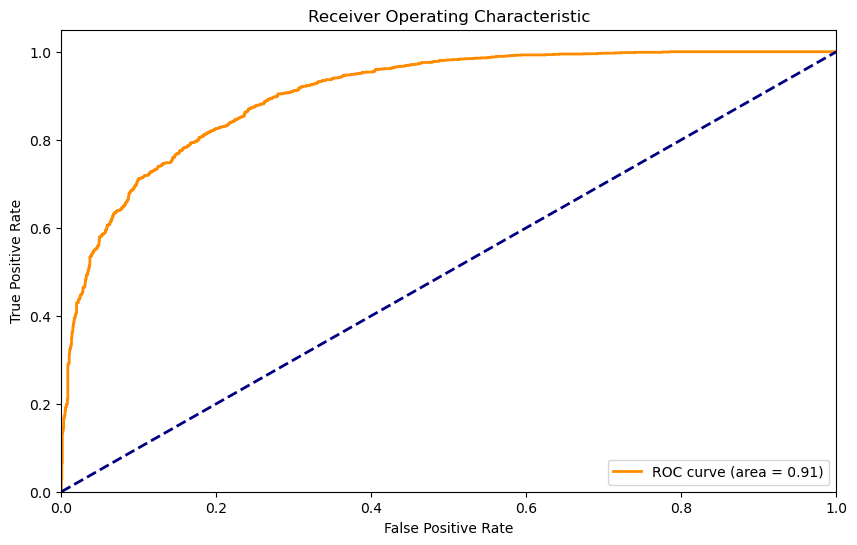 Receiver Operating Characteristic
True Positive Rate
1.0
0.8
0.6
0.4
0.2
0.0
ROC curve (area = 0.91)
0.0 0.2 0.4 0.6 0.8 1.0
False Positive Rate